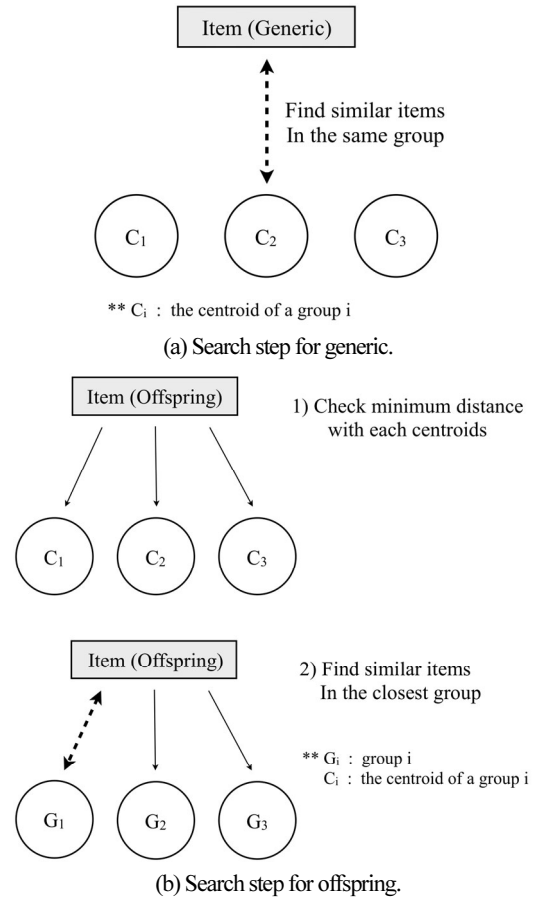 Item (Generic)
Find similar items
In the same group
C₁
C₂
C₃
** Cᵢ : the centroid of a group i
(a) Search step for generic.
Item (Offspring)
1) Check minimum distance
with each centroids
C₁
C₂
C₃
Item (Offspring)
2) Find similar items
In the closest group
** Gᵢ : group i
Cᵢ : the centroid of a group i
G₁
G₂
G₃
(b) Search step for offspring.